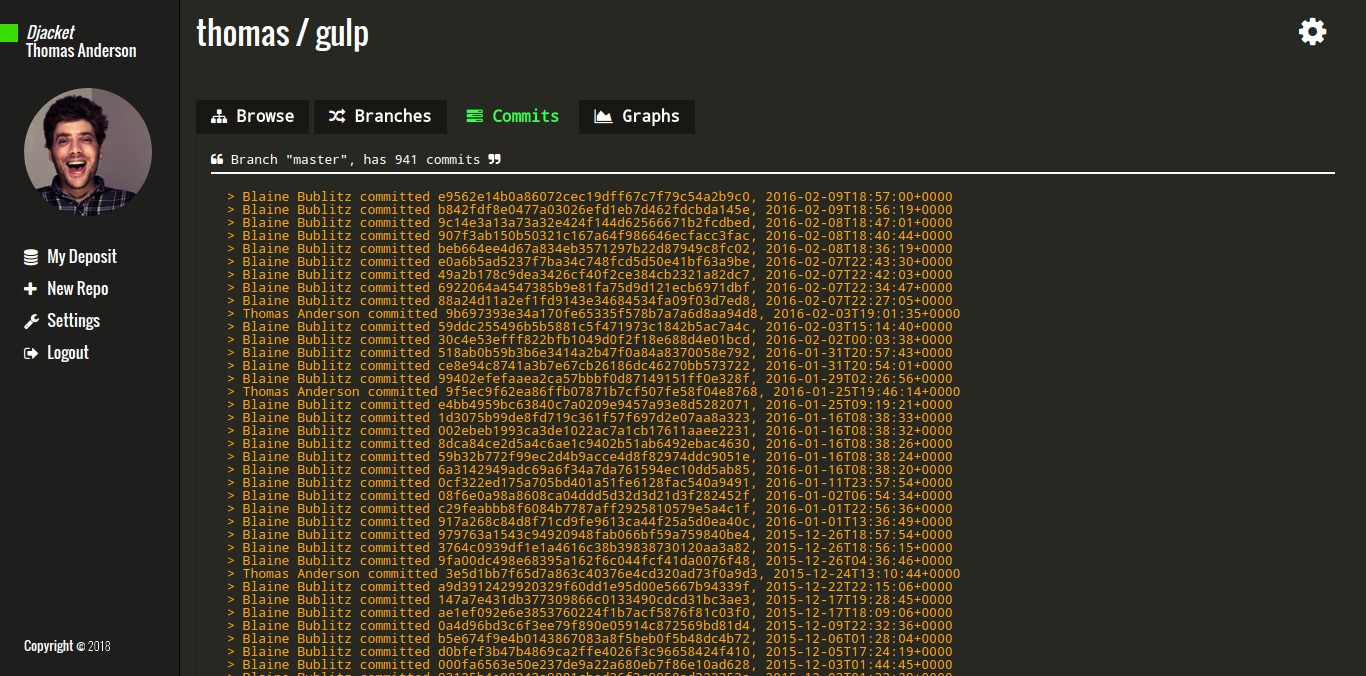 Djacket
Thomas Anderson
thomas / gulp
Browse
Branches
Commits
Graphs
Branch "master", has 941 commits
> Blaine Bublitz committed e9562e14b0a86072cec19dff67c7f79c54a2b9c0, 2016-02-09T18:57:00+0000
> Blaine Bublitz committed b842fdf8e0477a03026efd1eb7d462fdcbda145e, 2016-02-09T18:56:19+0000
> Blaine Bublitz committed 9c14e3a13a73a32e424f144d62566671b2fcdbed, 2016-02-08T18:47:01+0000
> Blaine Bublitz committed 907f3ab150b50321c167a64f986646ecfacc3fac, 2016-02-08T18:40:44+0000
> Blaine Bublitz committed beb664ee4d67a834eb3571297b22d87949c8fc02, 2016-02-08T18:36:19+0000
> Blaine Bublitz committed e0a6b5ad5237f7ba34c748fcd5d50e41bf63a9be, 2016-02-07T22:43:30+0000
> Blaine Bublitz committed 49a2b178c9dea3426cf40f2ce384cb2321a82dc7, 2016-02-07T22:42:03+0000
> Blaine Bublitz committed 6922064a4547385b9e81fa75d9d121ecb6971dbf, 2016-02-07T22:34:47+0000
> Blaine Bublitz committed 88a24d11a2ef1fd9143e34684534fa09f03d7ed8, 2016-02-07T22:27:05+0000
> Thomas Anderson committed 9b697393e34a170fe65335f578b7a7a6d8aa94d8, 2016-02-03T19:01:35+0000
> Blaine Bublitz committed 59ddc255496b5b5881c5f471973c1842b5ac7a4c, 2016-02-03T15:14:40+0000
> Blaine Bublitz committed 30c4e53efff822bfb1049d0f2f18e688d4e01bcd, 2016-02-02T00:03:38+0000
> Blaine Bublitz committed 518ab0b59b3b6e3414a2b47f0a84a8370058e792, 2016-01-31T20:57:43+0000
> Blaine Bublitz committed ce8e94c8741a3b7e67cb26186dc46270bb573722, 2016-01-31T20:54:01+0000
> Blaine Bublitz committed 99402efefaaea2ca57bbbf0d87149151ff0e328f, 2016-01-29T02:26:56+0000
> Thomas Anderson committed 9f5ec9f62ea86ffb07871b7cf507fe58f04e8768, 2016-01-25T19:46:14+0000
> Blaine Bublitz committed e4bb4959bc63840c7a0209e9457a93e8d5282071, 2016-01-25T09:19:21+0000
> Blaine Bublitz committed 1d3075b99de8fd719c361f57f697d2e07aa8a323, 2016-01-16T08:38:33+0000
> Blaine Bublitz committed 002ebeb1993ca3de1022ac7a1cb17611aaee2231, 2016-01-16T08:38:32+0000
> Blaine Bublitz committed 8dca84ce2d5a4c6ae1c9402b51ab6492ebac4630, 2016-01-16T08:38:26+0000
> Blaine Bublitz committed 59b32b772f99ec2d4b9acce4d8f82974ddc9051e, 2016-01-16T08:38:24+0000
> Blaine Bublitz committed 6a3142949adc69a6f34a7da761594ec10dd5ab85, 2016-01-16T08:38:20+0000
> Blaine Bublitz committed 0cf322ed175a705bd401a51fe6128fac540a9491, 2016-01-11T23:57:54+0000
> Blaine Bublitz committed 08f6e0a98a8608ca04ddd5d32d3d21d3f282452f, 2016-01-02T06:54:34+0000
> Blaine Bublitz committed c29feabbb8f6084b7787aff2925810579e5a4c1f, 2016-01-01T22:56:36+0000
> Blaine Bublitz committed 917a268c84d8f71cd9fe9613ca44f25a5d0ea40c, 2016-01-01T13:36:49+0000
> Blaine Bublitz committed 979763a1543c94920948fab066bf59a759840be4, 2015-12-26T18:57:54+0000
> Blaine Bublitz committed 3764c0939df1e1a4616c38b39838730120aa3a82, 2015-12-26T18:56:15+0000
> Blaine Bublitz committed 9fa00dc498e68395a162f6c044fcf41da0076f48, 2015-12-26T04:36:46+0000
> Thomas Anderson committed 3e5d1bb7f65d7a863c40376e4cd320ad73f0a9d3, 2015-12-24T13:10:44+0000
> Blaine Bublitz committed a9d3912429920329f60dd1e95d00e5667b94339f, 2015-12-22T22:15:06+0000
> Blaine Bublitz committed 147a7e431db377309866c0133490cdcd31bc3ae3, 2015-12-17T19:28:45+0000
> Blaine Bublitz committed ae1ef092e6e3853760224f1b7acf5876f81c03f0, 2015-12-17T18:09:06+0000
> Blaine Bublitz committed 0a4d96bd3c6f3ee79f890e05914c872569bd81d4, 2015-12-09T22:32:36+0000
> Blaine Bublitz committed b5e674f9e4b0143867083a8f5beb0f5b48dc4b72, 2015-12-06T01:28:04+0000
> Blaine Bublitz committed d0bfef3b47b4869ca2ffe4026f3c96658424f410, 2015-12-05T17:24:19+0000
> Blaine Bublitz committed 000fa6563e50e237de9a22a680eb7f86e10ad628, 2015-12-03T01:44:45+0000
My Deposit
New Repo
Settings
Logout
Copyright © 2018